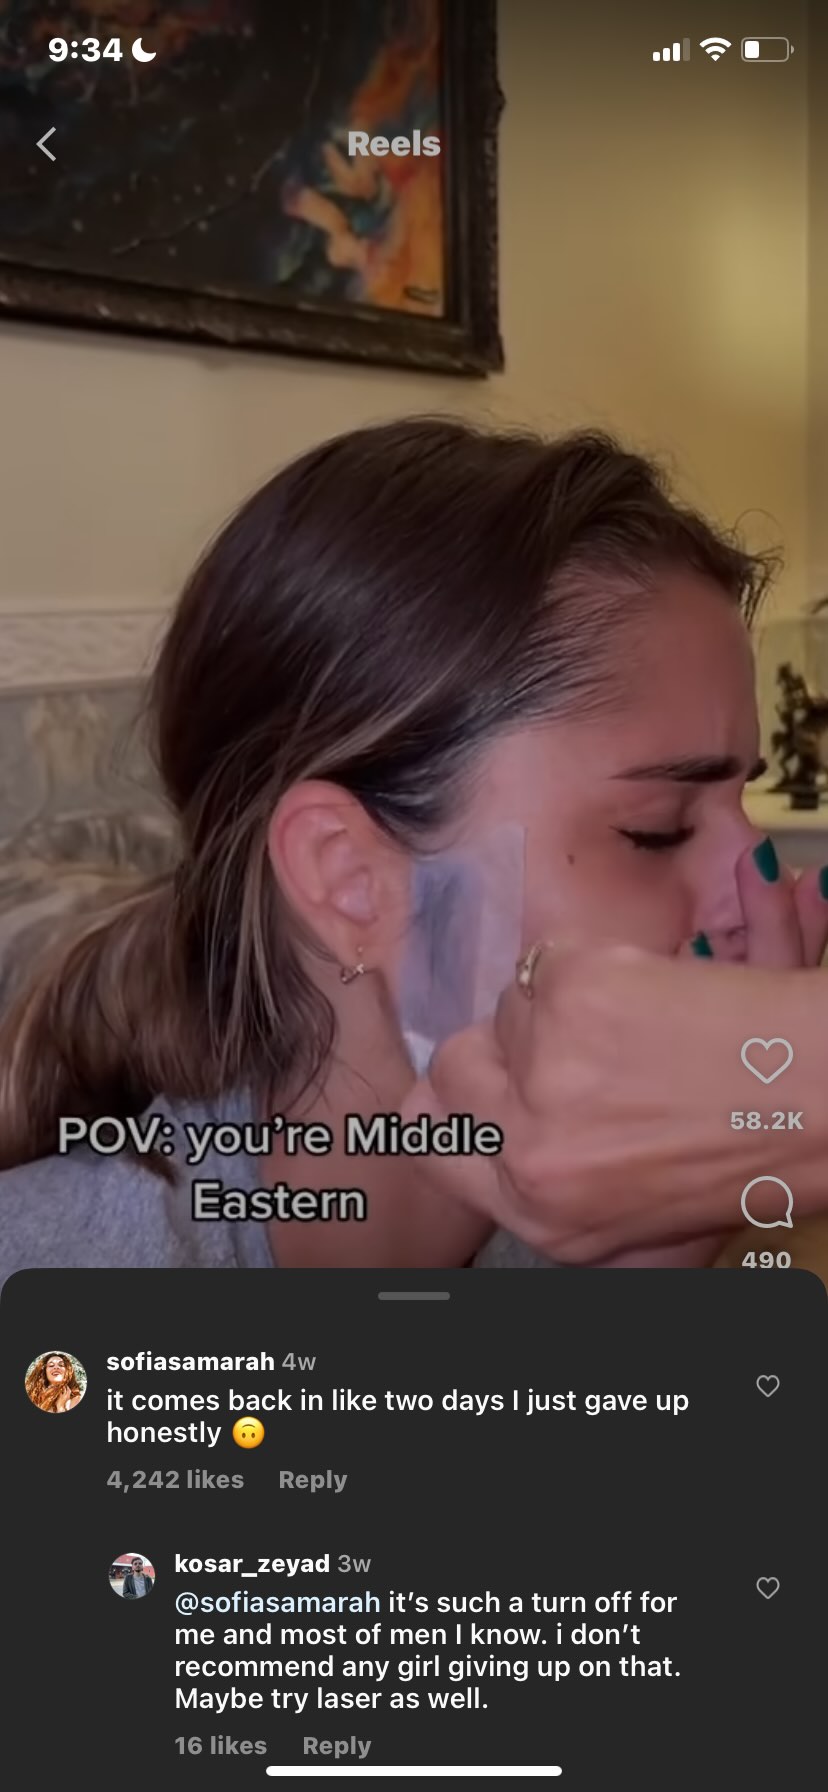 9:34
Reels
58.2K
POV: you're Middle
Eastern
490
sofiasamarah 4w
it comes back in like two days I just gave up
honestly 🙃
4,242 likes Reply
kosar_zeyad 3w
@sofiasamarah it's such a turn off for
me and most of men I know. i don't
recommend any girl giving up on that.
Maybe try laser as well.
16 likes Reply